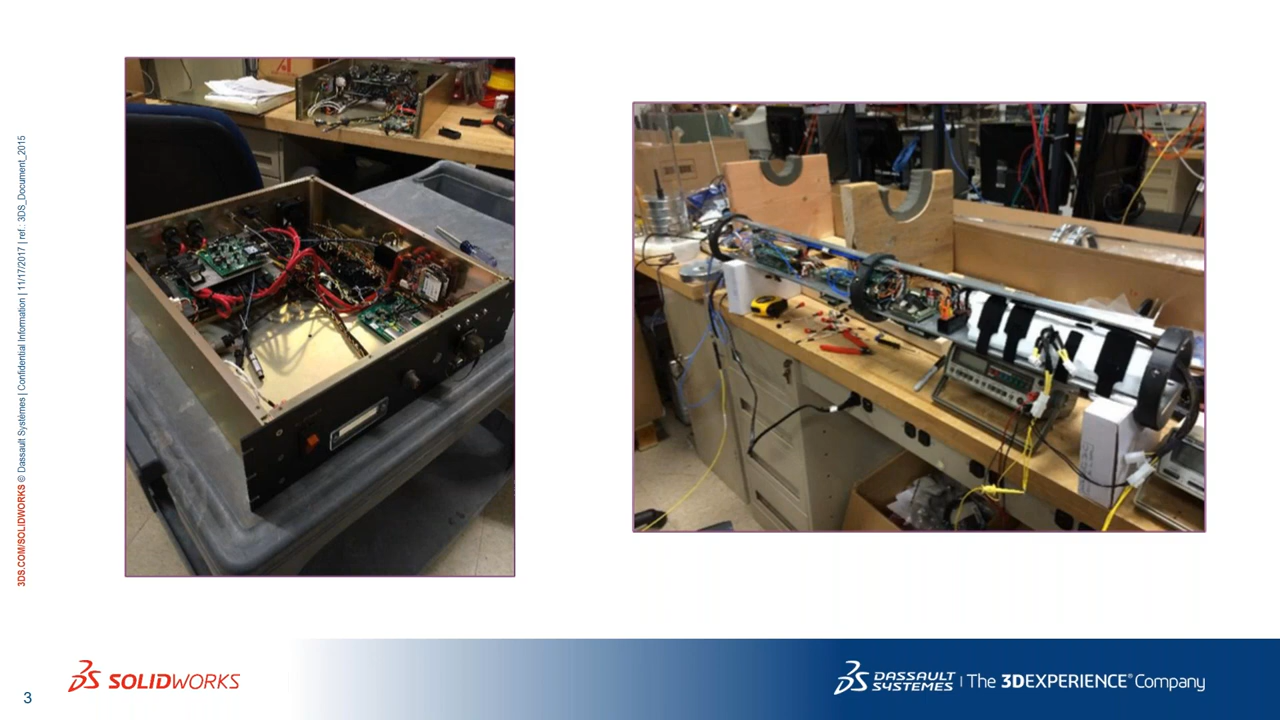 3DS.COM/SOLIDWORKS © Dassault Systèmes | Confidential Information | 11/17/2017 | ref.: 3DS_Document_2015
3
SOLIDWORKS
DASSAULT SYSTEMES | The 3DEXPERIENCE® Company